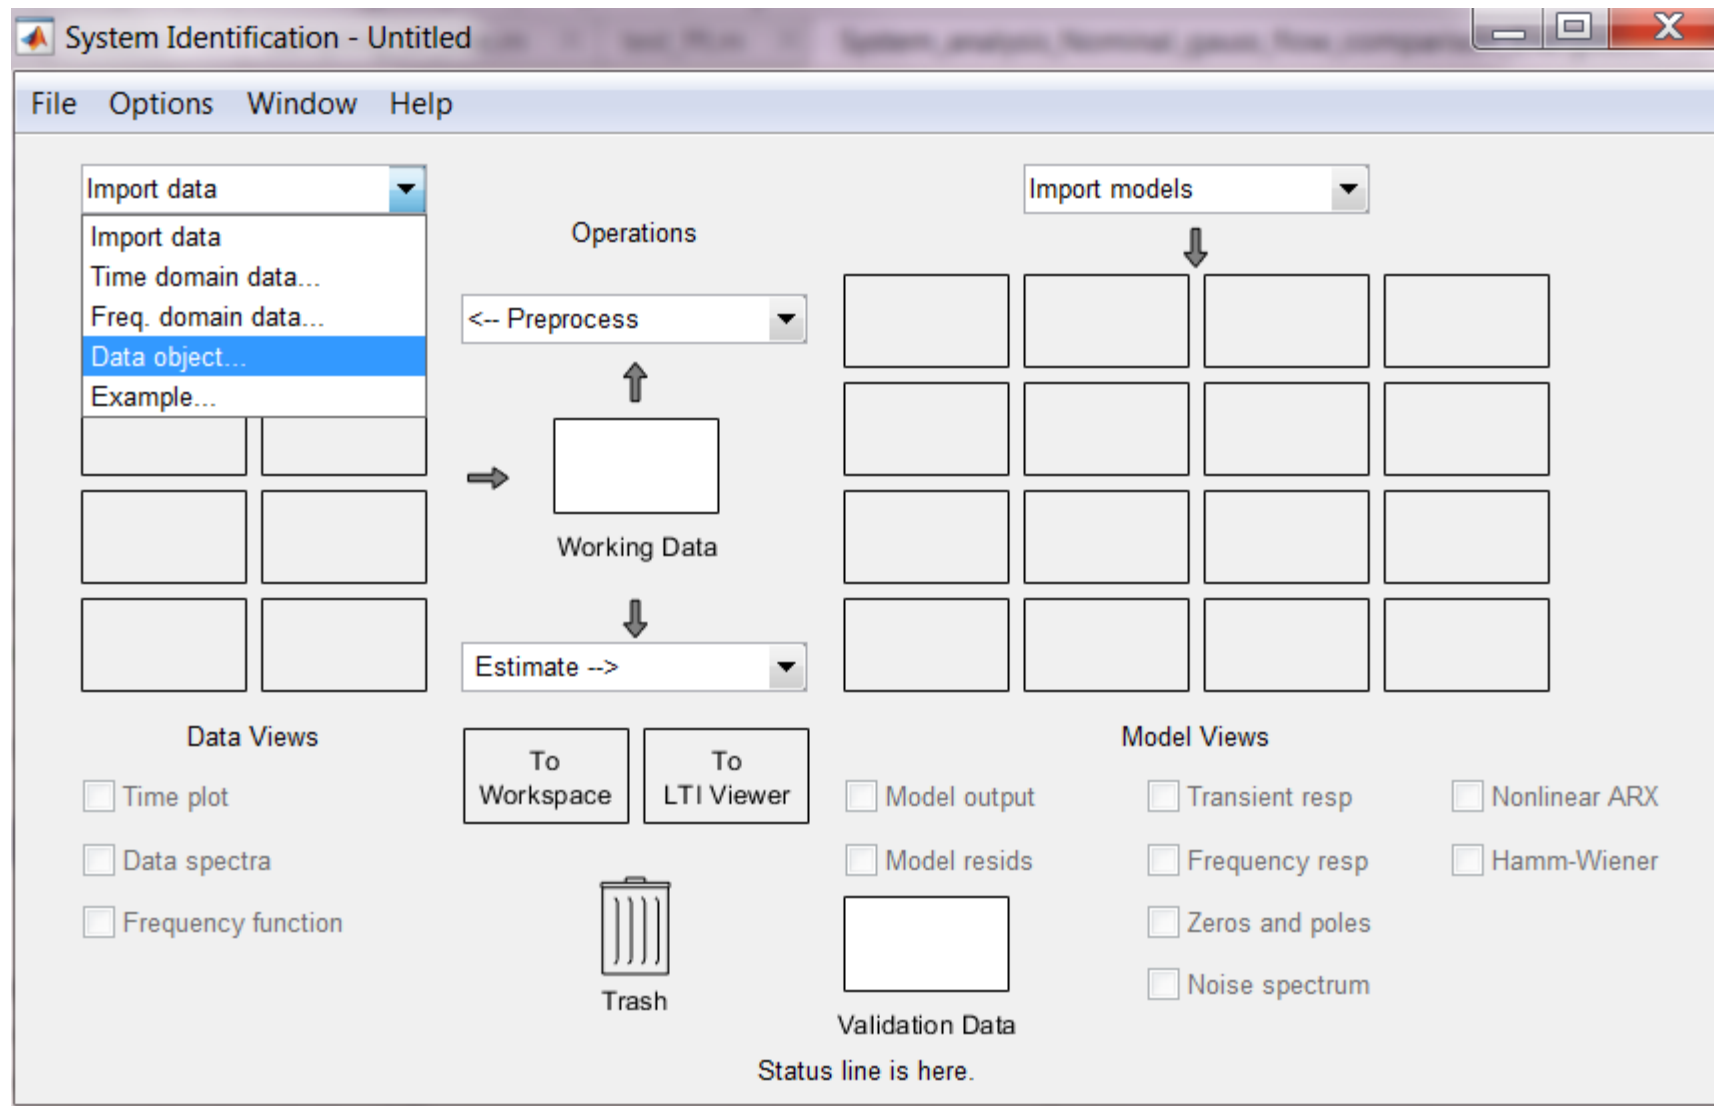 System Identification - Untitled
File Options Window Help
Import data
Import data
Time domain data...
Freq. domain data...
Data object...
Example...
Operations
<-- Preprocess
Working Data
Estimate -->
Import models
Data Views
Time plot
Data spectra
Frequency function
To
Workspace
To
LTI Viewer
Trash
Model Views
Model output
Transient resp
Nonlinear ARX
Model resids
Frequency resp
Hamm-Wiener
Zeros and poles
Noise spectrum
Validation Data
Status line is here.